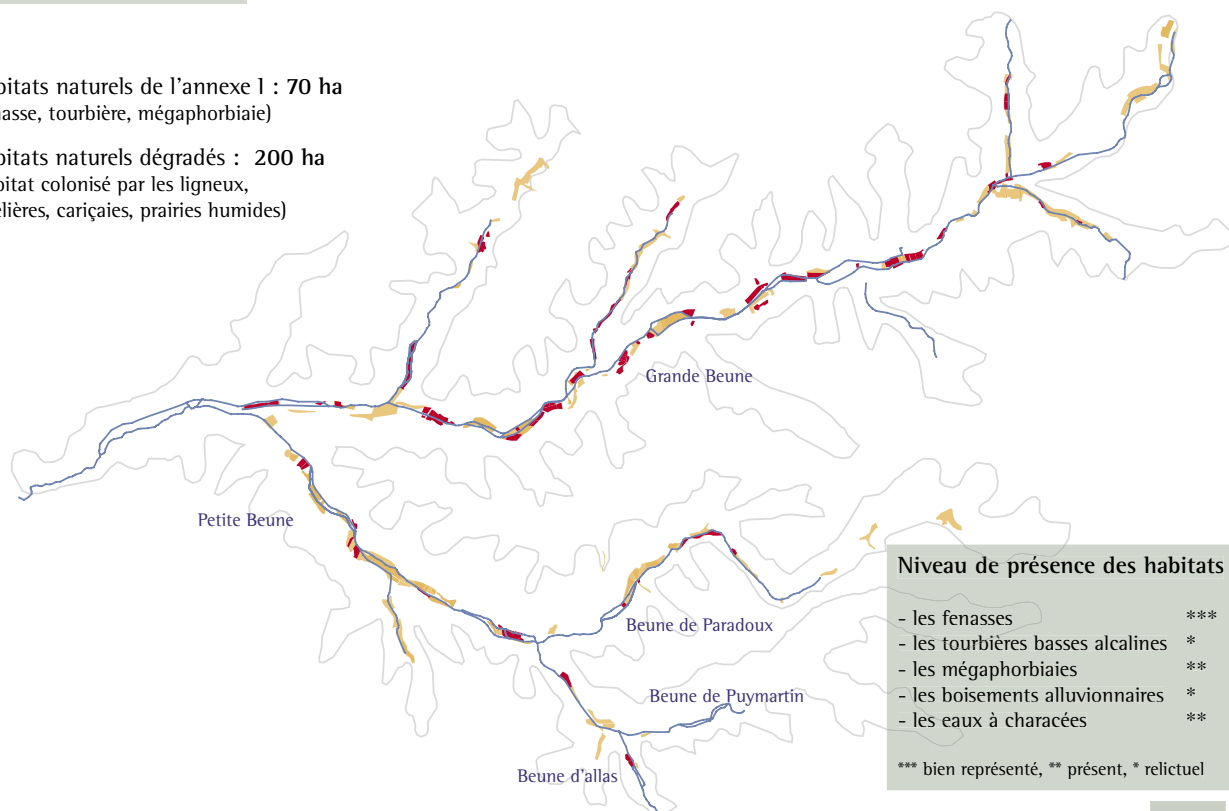 bitats naturels de l'annexe I : 70 ha
asse, tourbière, mégaphorbiaie)
bitats naturels dégradés : 200 ha
bitat colonisé par les ligneux,
lières, cariçaies, prairies humides)
Grande Beune
Petite Beune
Beune de Paradoux
Beune de Puymartin
Beune d'allas
Niveau de présence des habitats
- les fenasses ***
- les tourbières basses alcalines *
- les mégaphorbiaies **
- les boisements alluvionnaires *
- les eaux à characées **
*** bien représenté, ** présent, * relictuel